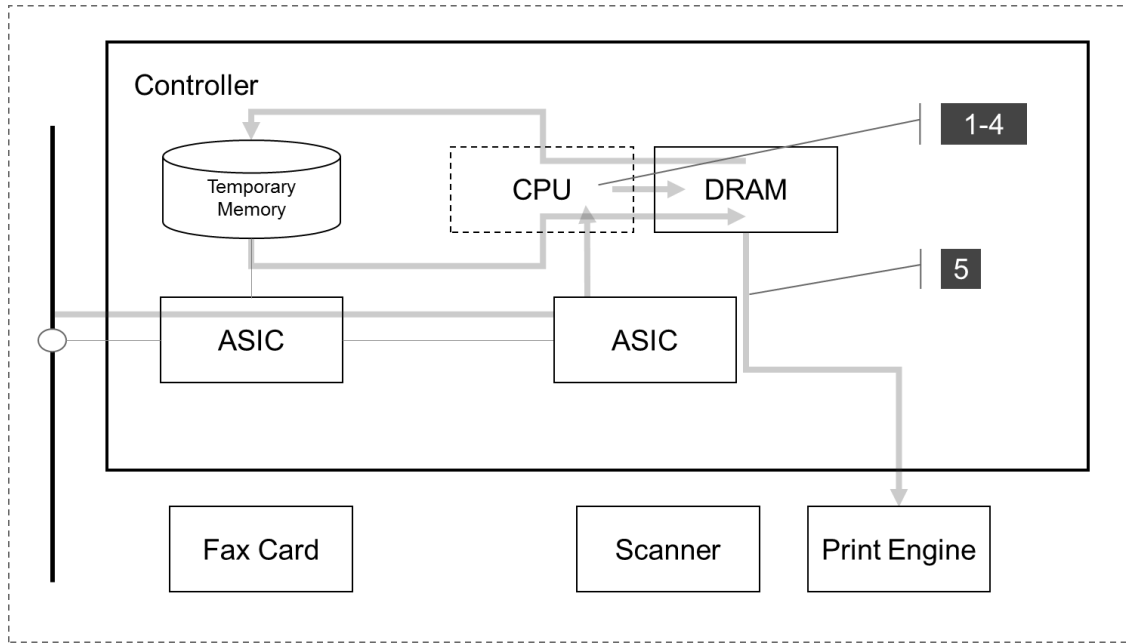 Controller
1-4
Temporary
Memory
CPU
DRAM
5
ASIC
ASIC
Fax Card
Scanner
Print Engine